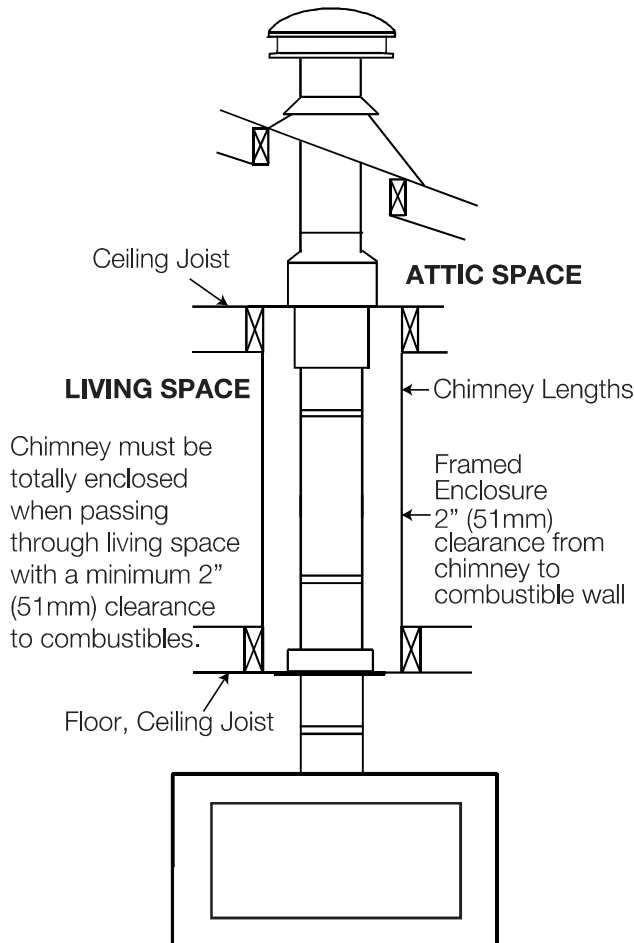 Ceiling Joist
ATTIC SPACE
LIVING SPACE
Chimney Lengths
Chimney must be
totally enclosed
when passing
through living space
with a minimum 2”
(51mm) clearance
to combustibles.
Framed
Enclosure
2” (51mm)
clearance from
chimney to
combustible wall
Floor, Ceiling Joist